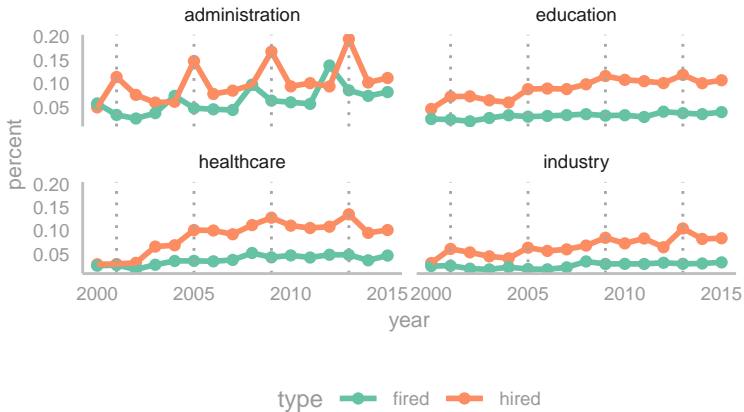 administration education
percent
0.20
0.15
0.10
0.05
healthcare industry
0.20
0.15
0.10
0.05
2000 2005 2010 2015 2000 2005 2010 2015
year
type fired hired